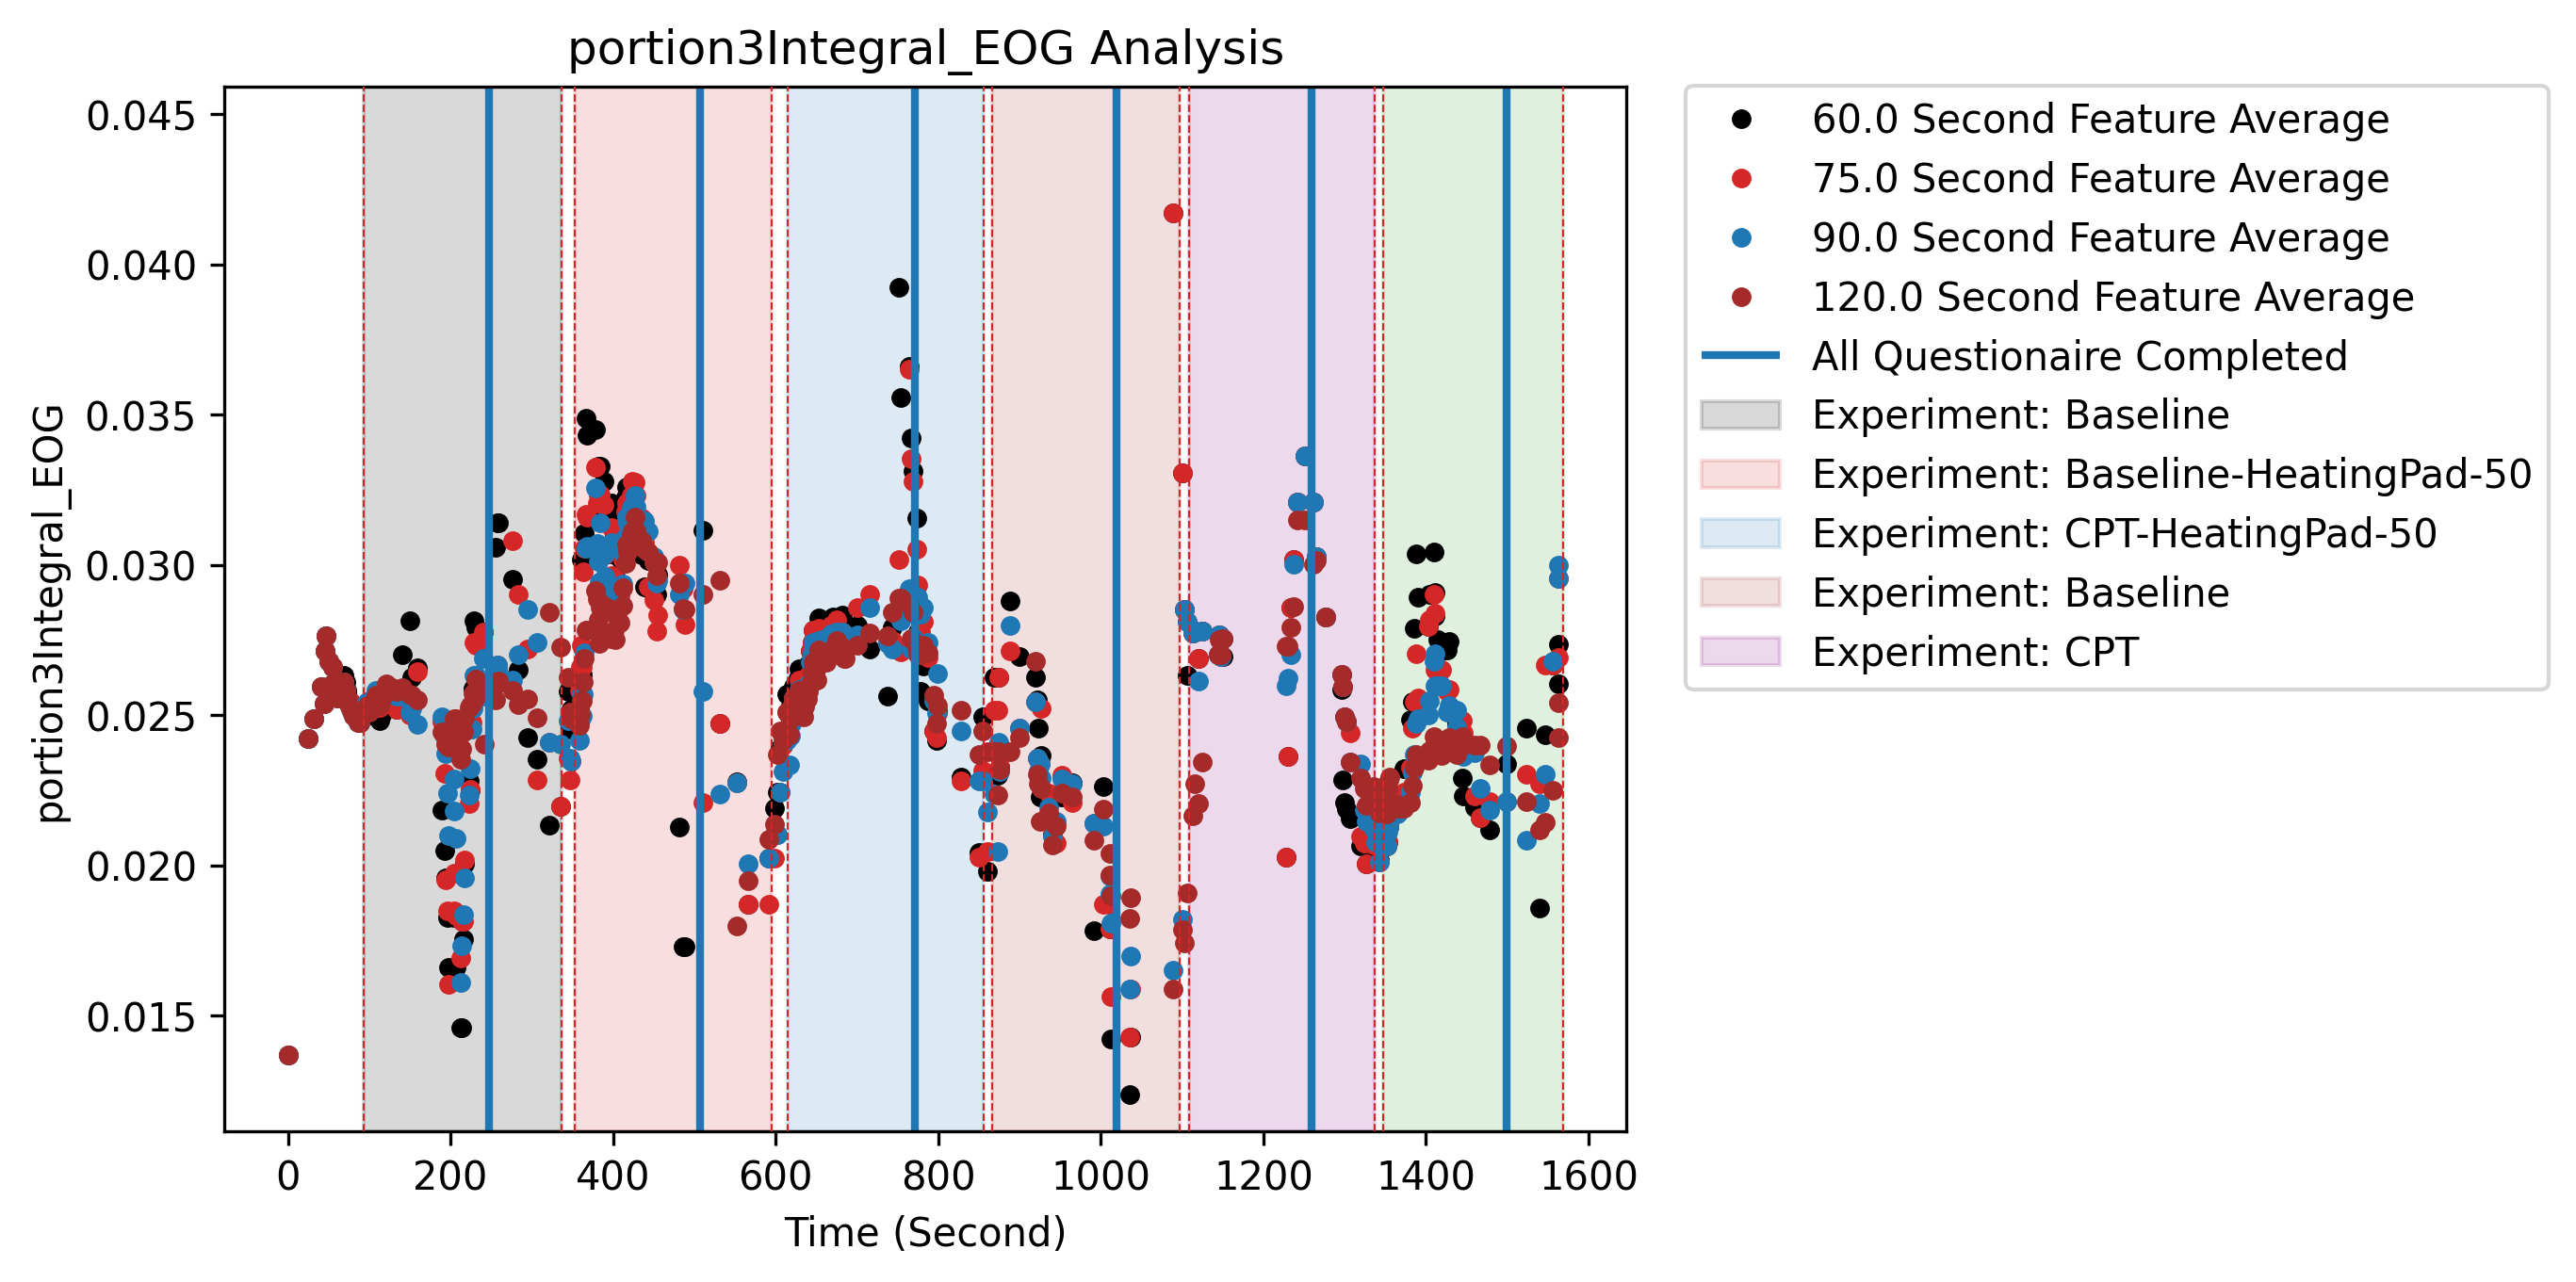 portion3Integral_EOG Analysis
0.045
0.040
0.035
0.030
0.025
0.020
0.015
portion3Integral_EOG
0 200 400 600 800 1000 1200 1400 1600
Time (Second)
60.0 Second Feature Average
75.0 Second Feature Average
90.0 Second Feature Average
120.0 Second Feature Average
All Questionaire Completed
Experiment: Baseline
Experiment: Baseline-HeatingPad-50
Experiment: CPT-HeatingPad-50
Experiment: Baseline
Experiment: CPT